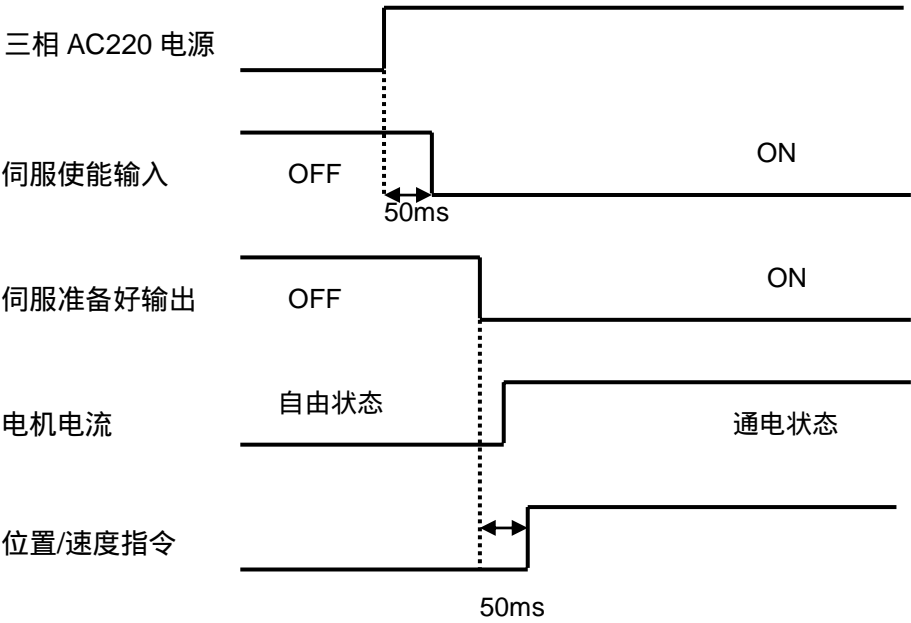 三相 AC220 电源
伺服使能输入
OFF
ON
50ms
伺服准备好输出
OFF
ON
电机电流
自由状态
通电状态
位置/速度指令
50ms